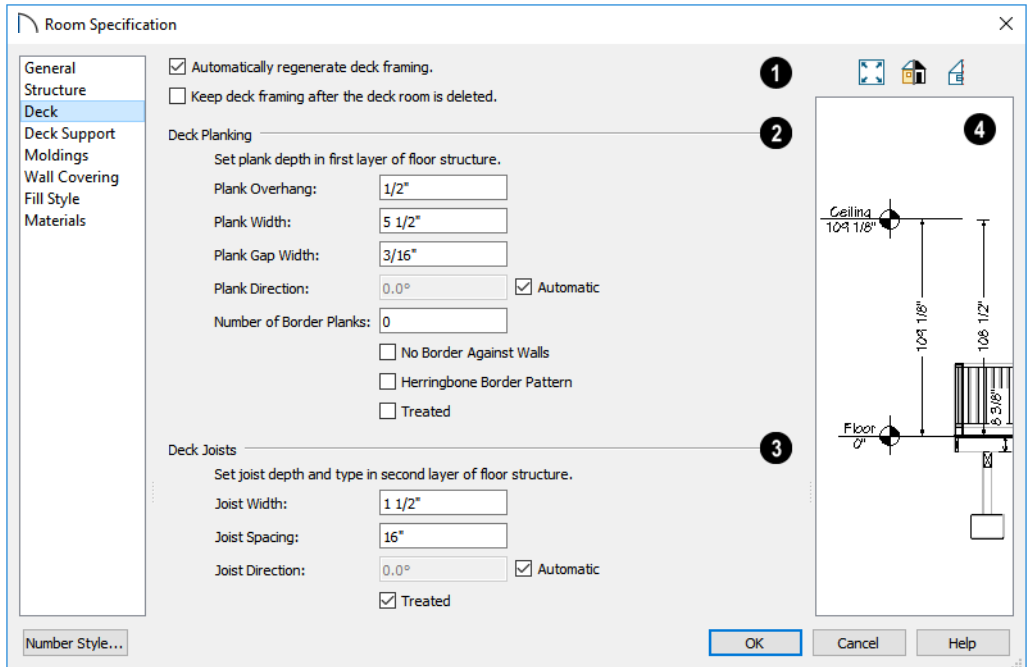 Room Specification
General
Structure
Deck
Deck Support
Moldings
Wall Covering
Fill Style
Materials
Automatically regenerate deck framing.
Keep deck framing after the deck room is deleted.
1
Deck Planking
2
Set plank depth in first layer of floor structure.
Plank Overhang: 1/2"
Plank Width: 5 1/2"
Plank Gap Width: 3/16"
Plank Direction: 0.0° Automatic
Number of Border Planks: 0
No Border Against Walls
Herringbone Border Pattern
Treated
Deck Joists
3
Set joist depth and type in second layer of floor structure.
Joist Width: 1 1/2"
Joist Spacing: 16"
Joist Direction: 0.0° Automatic
Treated
4
Ceiling
109 1/8"
109 1/8"
108 1/2"
8 3/8"
Floor
0"
Number Style...
OK
Cancel
Help